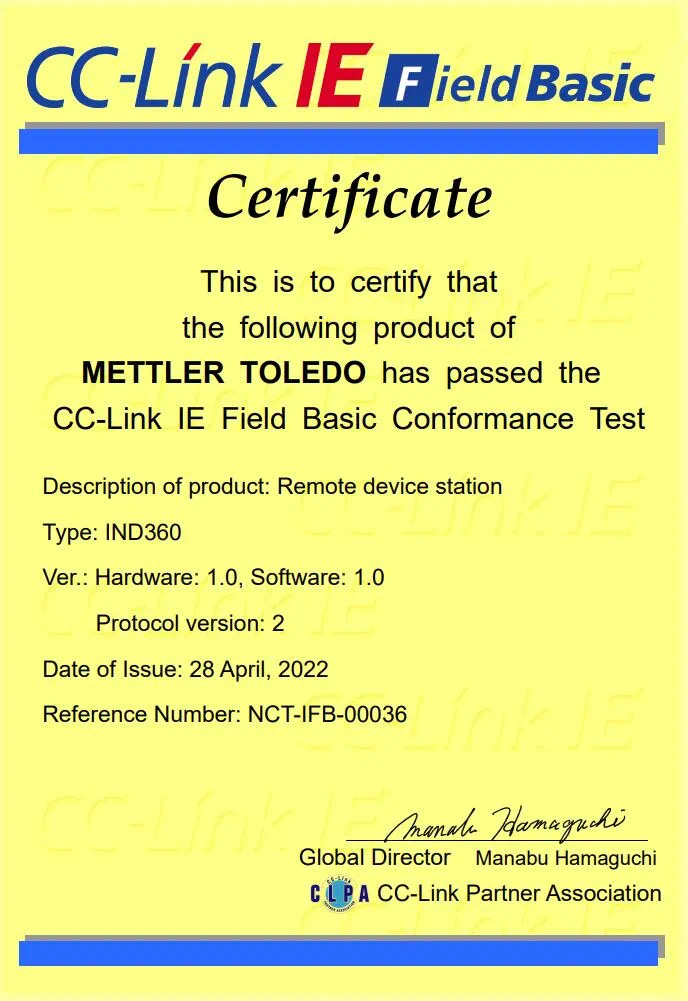 CC-Link IE Field Basic
Certificate
This is to certify that
the following product of
METTLER TOLEDO has passed the
CC-Link IE Field Basic Conformance Test
Description of product: Remote device station
Type: IND360
Ver.: Hardware: 1.0, Software: 1.0
Protocol version: 2
Date of Issue: 28 April, 2022
Reference Number: NCT-IFB-00036
Manabu Hamaguchi
Global Director Manabu Hamaguchi
CLPA CC-Link Partner Association